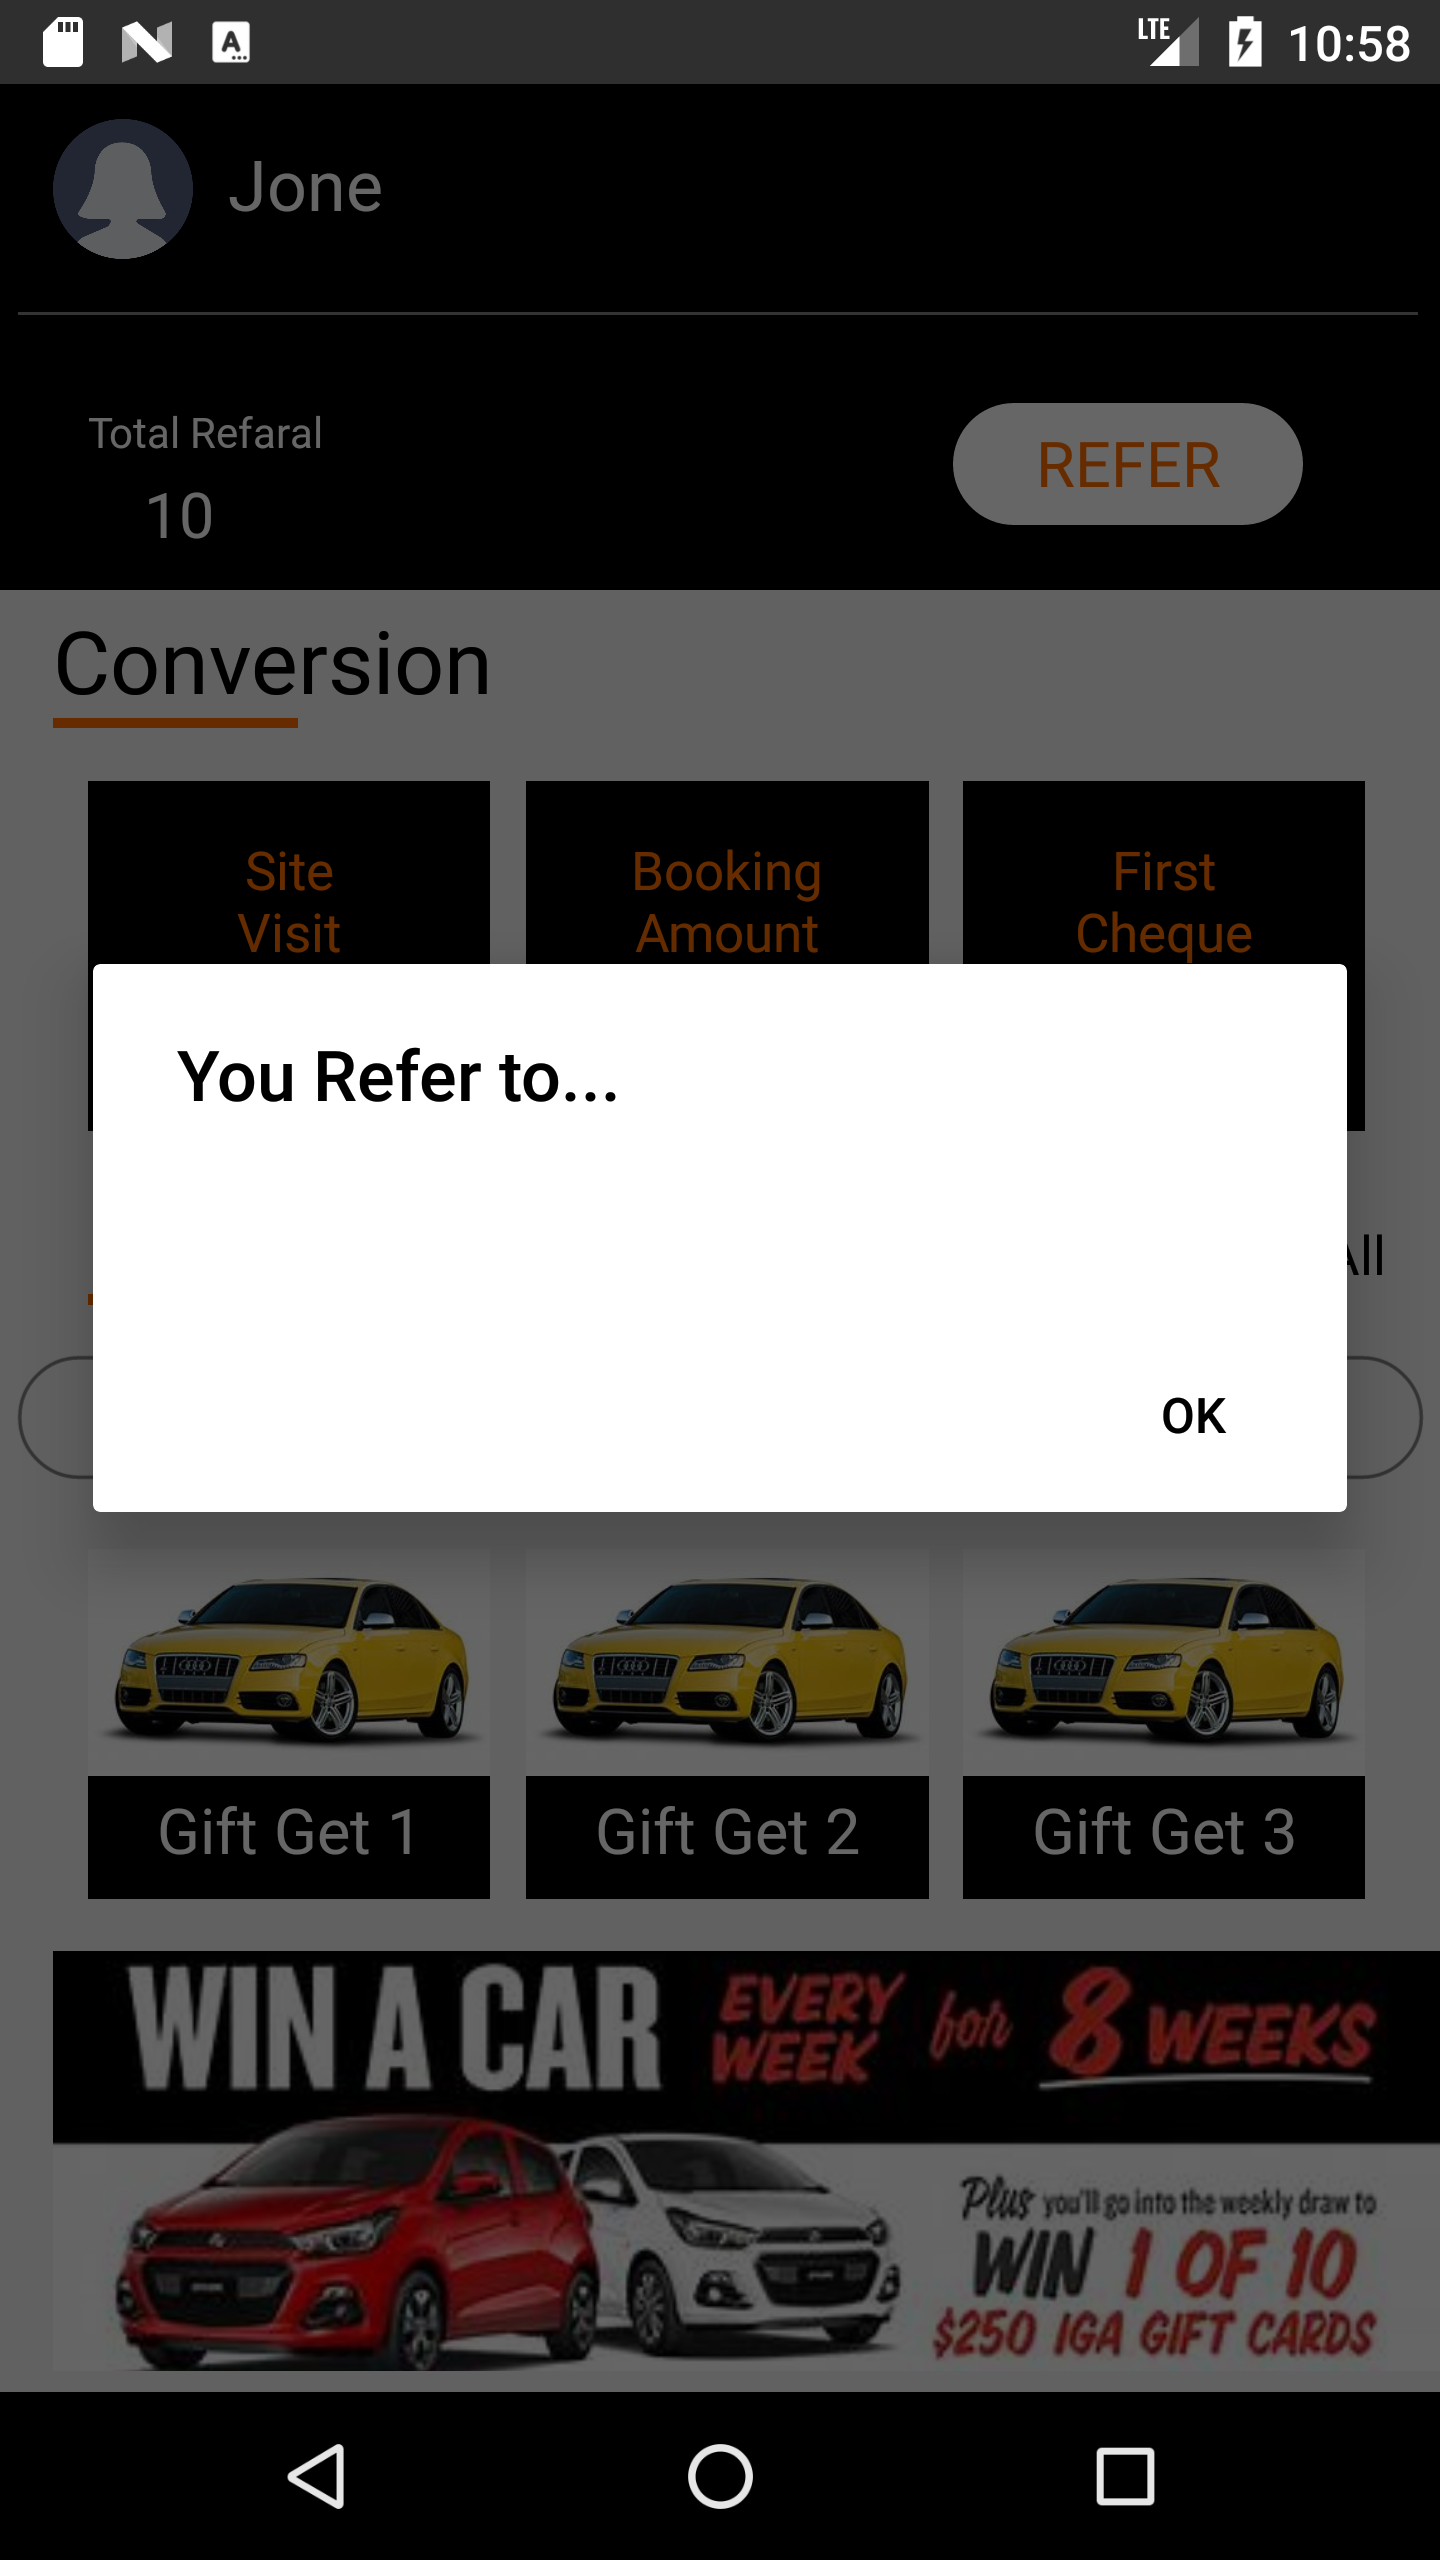 LTE 10:58
Jone
Total Refaral
10
REFER
Conversion
Site
Visit
Booking
Amount
First
Cheque
You Refer to...
All
OK
Gift Get 1
Gift Get 2
Gift Get 3
WIN A CAR EVERY WEEK for 8 WEEKS
Plus you'll go into the weekly draw to
WIN 1 OF 10
$250 IGA GIFT CARDS